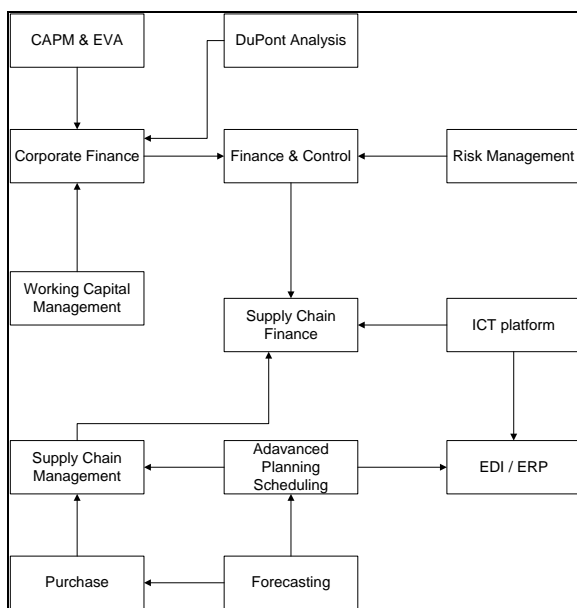 CAPM & EVA
DuPont Analysis
Corporate Finance
Finance & Control
Risk Management
Working Capital
Management
Supply Chain
Finance
ICT platform
Supply Chain
Management
Adavanced
Planning
Scheduling
EDI / ERP
Purchase
Forecasting